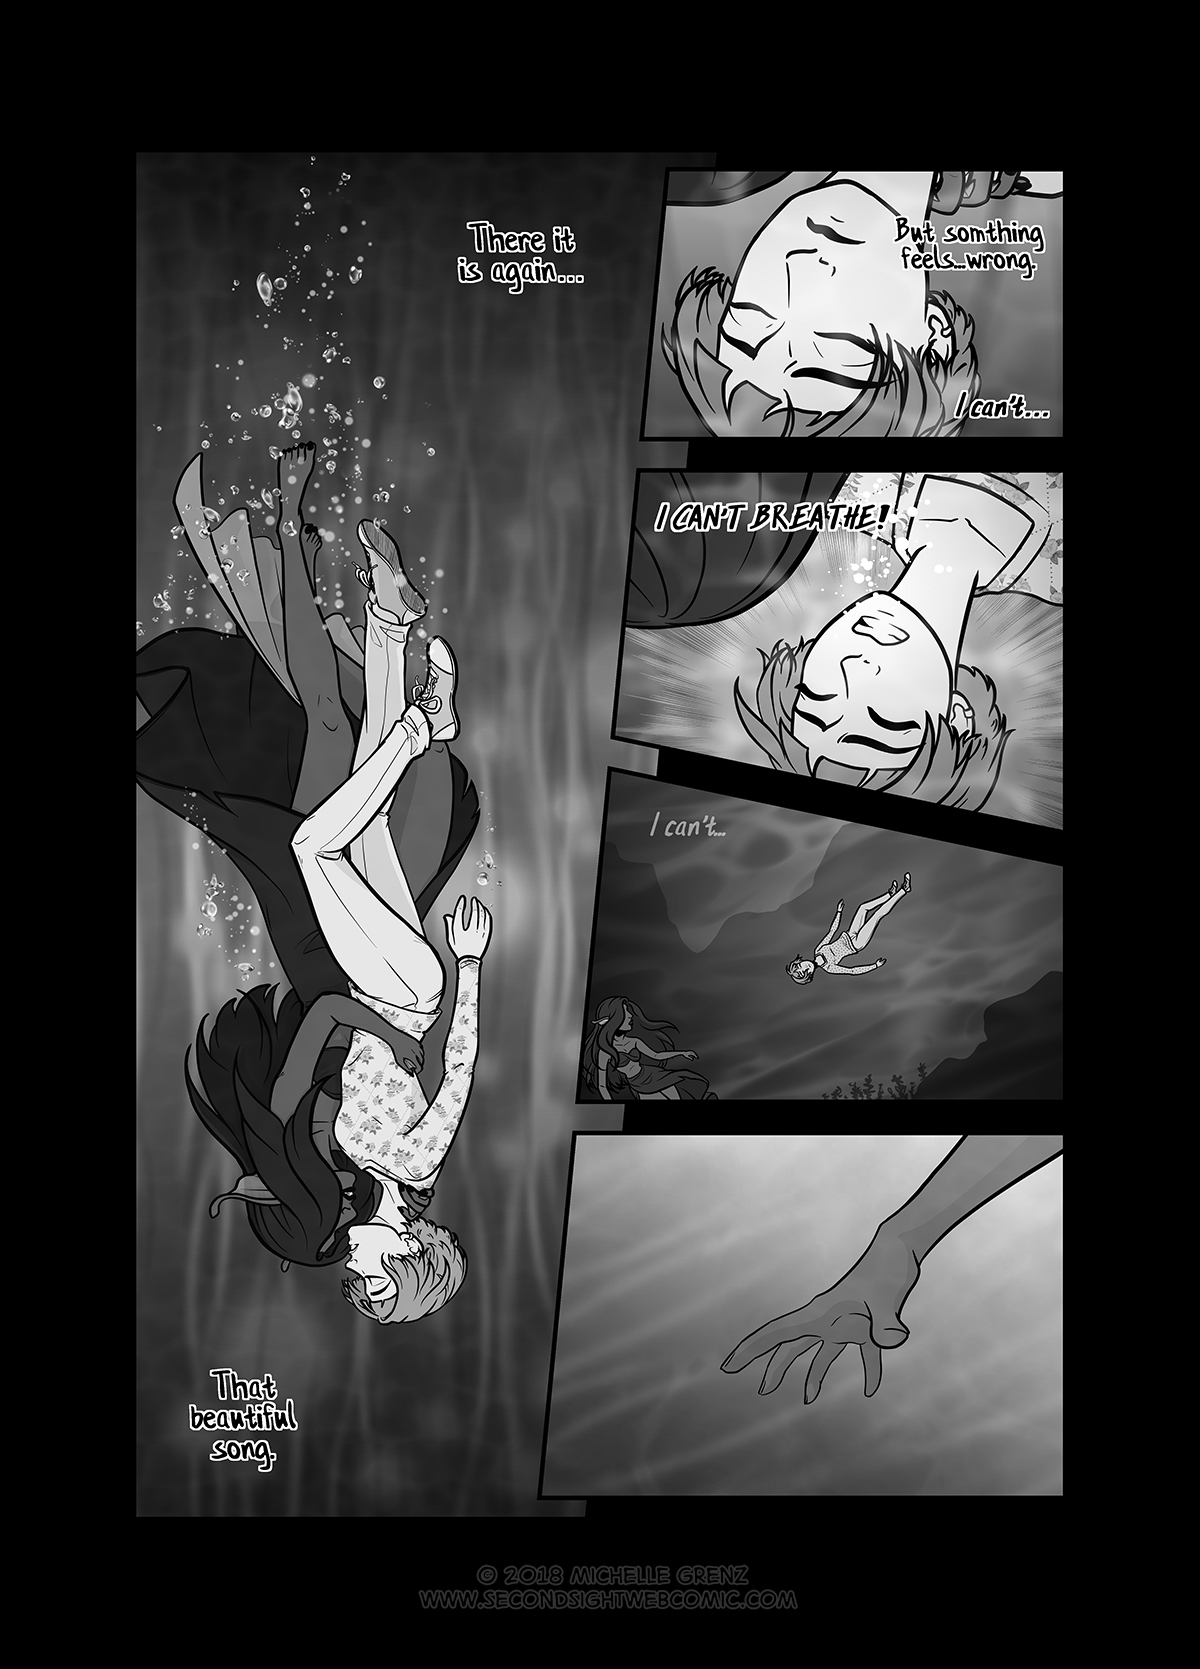 There it
is again...
That
beautiful
song.
But somthing
feels...wrong.
I can't...
I CAN'T BREATHE!
I can't...
© 2018 MICHELLE GRENZ
WWW.SECONDSIGHTWEBCOMIC.COM